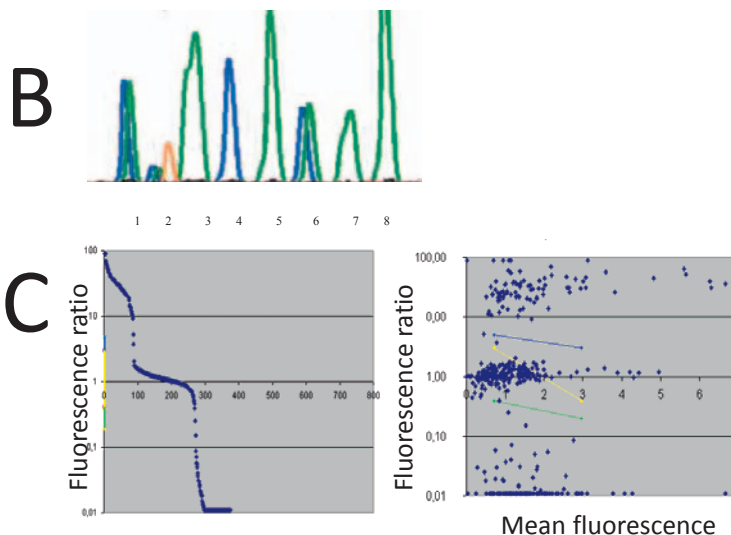 B
1 2 3 4 5 6 7 8
C
Fluorescence ratio
100
10
1
0,1
0,01
0 100 200 300 400 500 600 700 800
Fluorescence ratio
100,00
0,00
1,00
0,10
0,01
0 1 2 3 4 5 6
Mean fluorescence